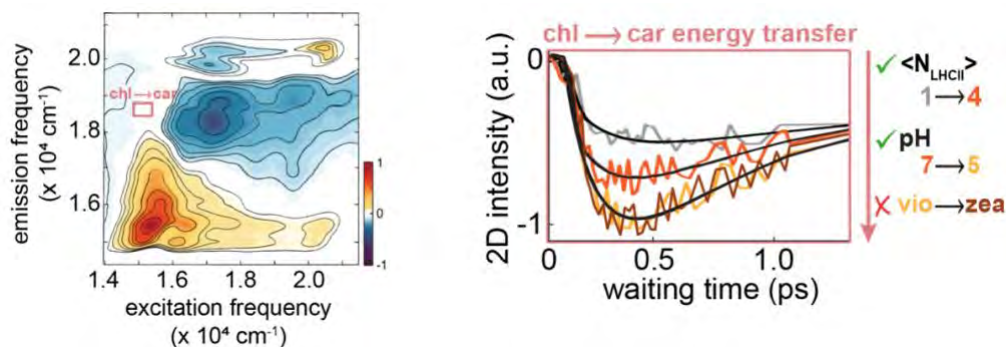 2.0
1.8
1.6
1.4 1.6 1.8 2.0
emission frequency
(x 10⁴ cm⁻¹)
chl→car
1
0
-1
excitation frequency
(x 10⁴ cm⁻¹)
chl → car energy transfer
2D intensity (a.u.)
0
-1
0 0.5 1.0
waiting time (ps)
✓ <N_LHCII>
1→4
✓ pH
7→5
✗ vio→zea